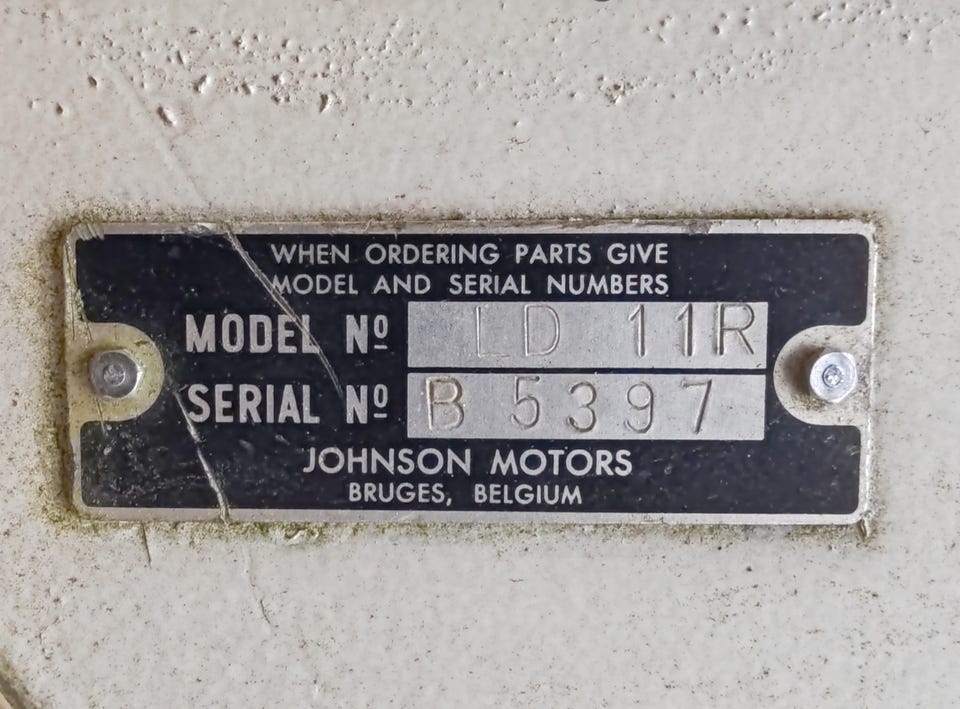 WHEN ORDERING PARTS GIVE
MODEL AND SERIAL NUMBERS
MODEL Nº LD 11R
SERIAL Nº B 5397
JOHNSON MOTORS
BRUGES, BELGIUM